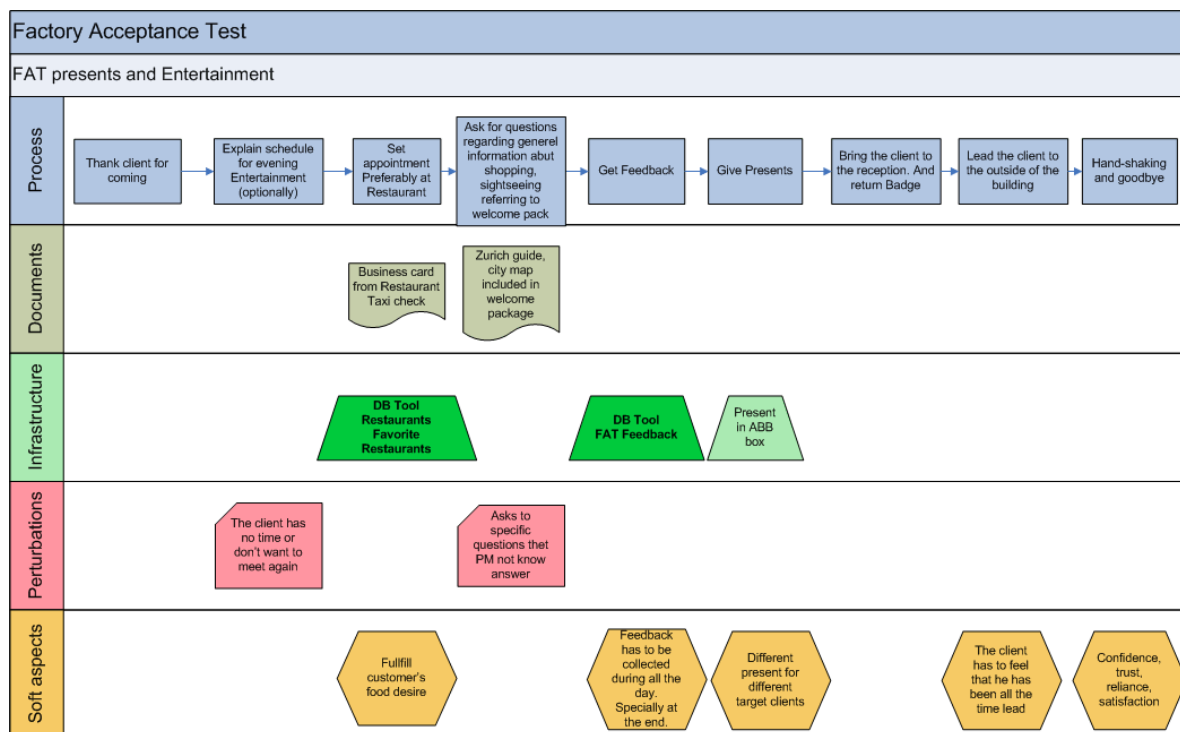 Factory Acceptance Test
FAT presents and Entertainment
Process
Thank client for
coming
Explain schedule
for evening
Entertainment
(optionally)
Set
appointment
Preferably at
Restaurant
Ask for questions
regarding generel
information abut
shopping,
sightseeing
referring to
welcome pack
Get Feedback
Give Presents
Bring the client to
the reception. And
return Badge
Lead the client to
the outside of the
building
Hand-shaking
and goodbye
Documents
Business card
from Restaurant
Taxi check
Zurich guide,
city map
included in
welcome
package
Infrastructure
DB Tool
Restaurants
Favorite
Restaurants
DB Tool
FAT Feedback
Present
in ABB
box
Perturbations
The client has
no time or
don't want to
meet again
Asks to
specific
questions thet
PM not know
answer
Soft aspects
Fullfill
customer's
food desire
Feedback
has to be
collected
during all the
day.
Specially at
the end.
Different
present for
different
target clients
The client
has to feel
that he has
been all the
time lead
Confidence,
trust,
reliance,
satisfaction